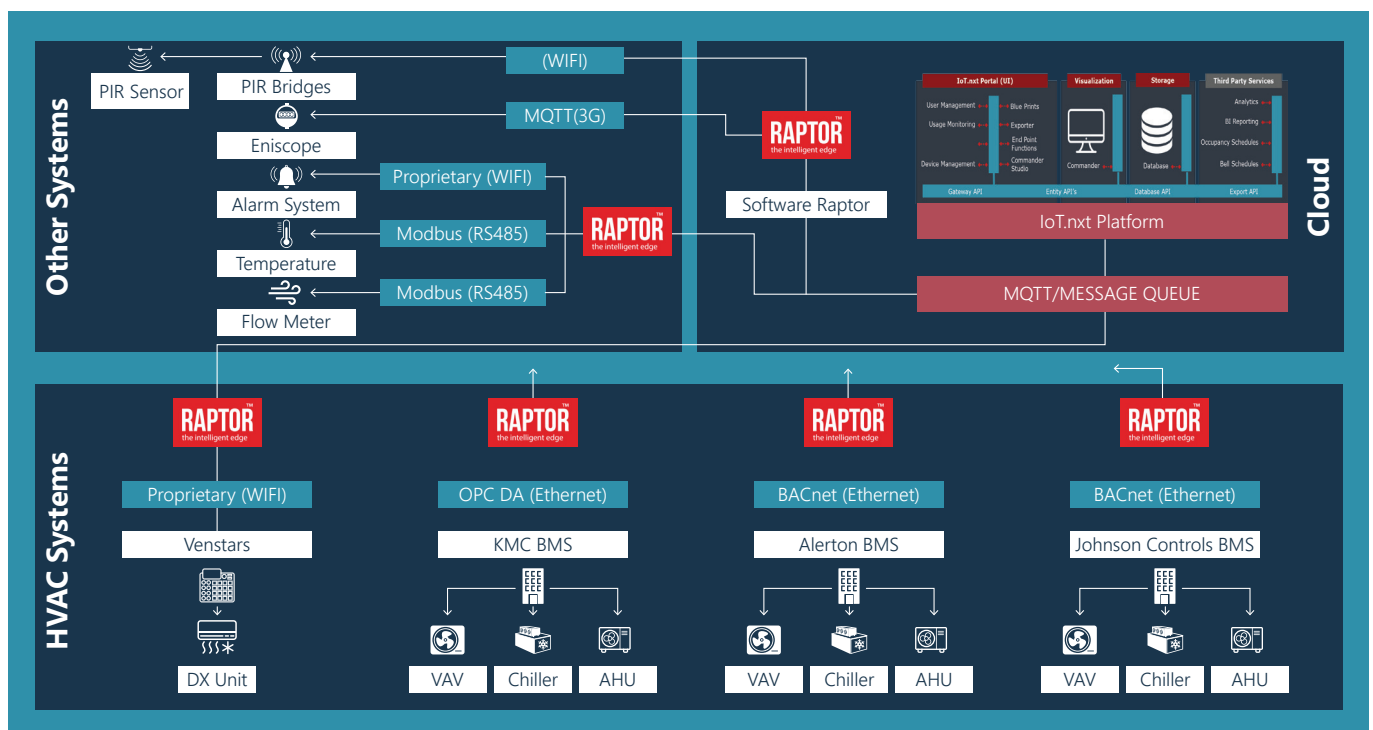 Other Systems
PIR Sensor
PIR Bridges
(WIFI)
Eniscope
MQTT(3G)
Alarm System
Proprietary (WIFI)
Temperature
Modbus (RS485)
Flow Meter
Modbus (RS485)
RAPTOR™
the intelligent edge
RAPTOR™
the intelligent edge
Software Raptor
Cloud
IoT.nxt Portal (UI)
User Management
Blue Prints
Usage Monitoring
Exporter
End Point
Functions
Device Management
Commander
Studio
Visualization
Commander
Storage
Database
Third Party Services
Analytics
BI Reporting
Occupancy Schedules
Bell Schedules
Gateway API
Entity API's
Database API
Export API
IoT.nxt Platform
MQTT/MESSAGE QUEUE
HVAC Systems
RAPTOR™
the intelligent edge
Proprietary (WIFI)
Venstars
DX Unit
RAPTOR™
the intelligent edge
OPC DA (Ethernet)
KMC BMS
VAV
Chiller
AHU
RAPTOR™
the intelligent edge
BACnet (Ethernet)
Alerton BMS
VAV
Chiller
AHU
RAPTOR™
the intelligent edge
BACnet (Ethernet)
Johnson Controls BMS
VAV
Chiller
AHU